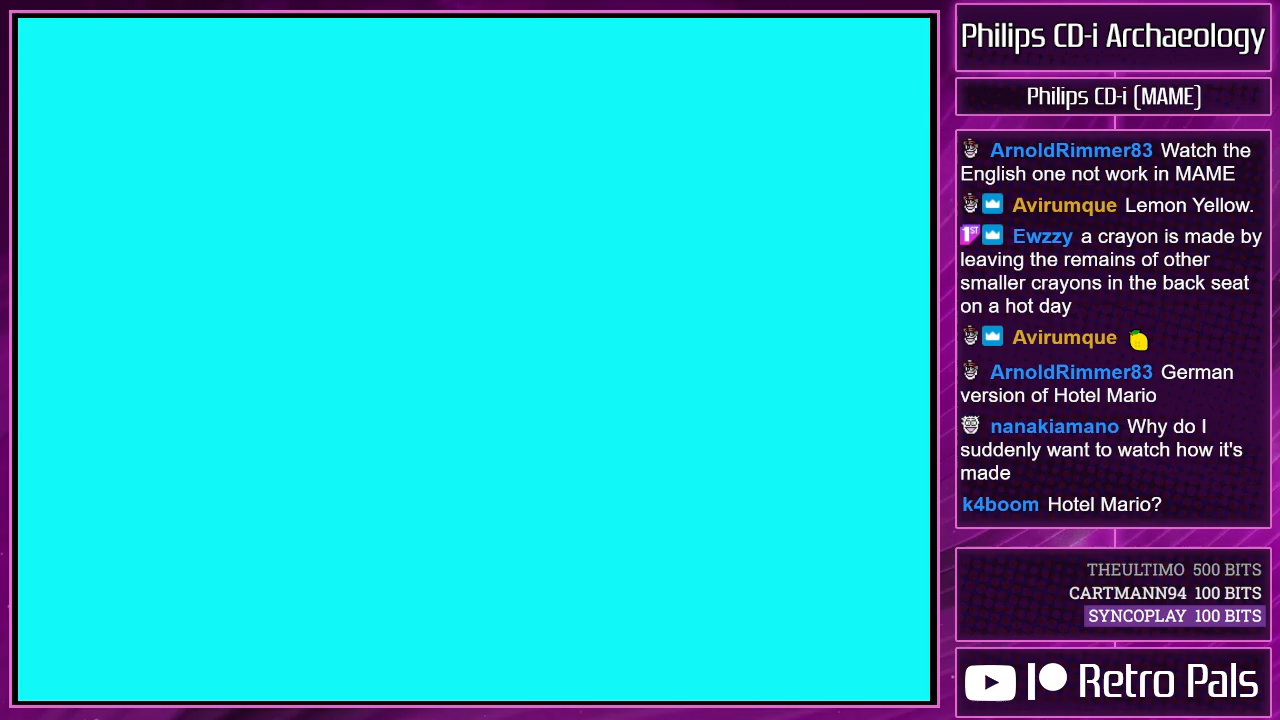 Philips CD-i Archaeology
Philips CD-i [MAME]
ArnoldRimmer83 Watch the
English one not work in MAME
Avirumque Lemon Yellow.
1ST Ewzzy a crayon is made by
leaving the remains of other
smaller crayons in the back seat
on a hot day
Avirumque
ArnoldRimmer83 German
version of Hotel Mario
nanakiamano Why do I
suddenly want to watch how it's
made
k4boom Hotel Mario?
THEULTIMO 500 BITS
CARTMANN94 100 BITS
SYNCOPLAY 100 BITS
Retro Pals